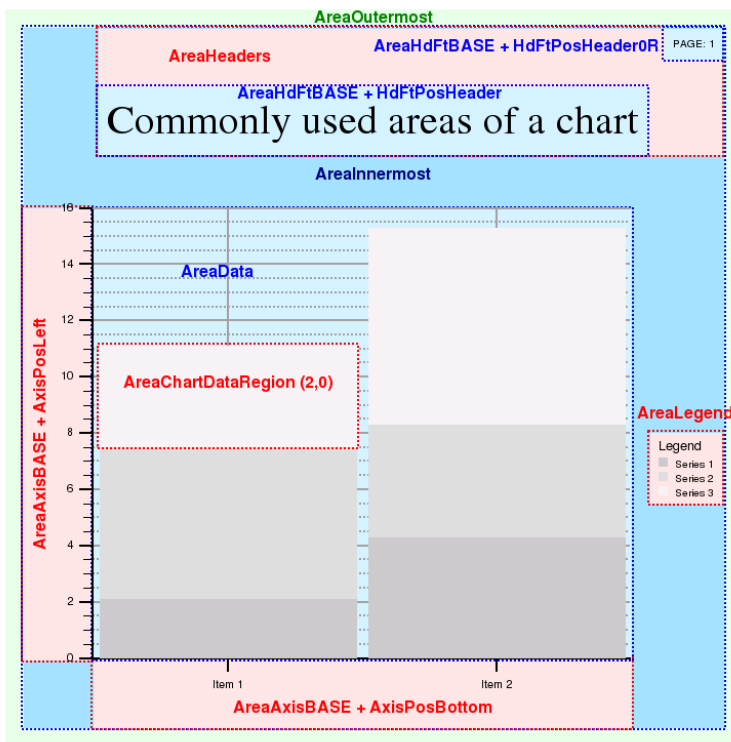 AreaOutermost
AreaHeaders
AreaHdFtBASE + HdFtPosHeader0R
PAGE: 1
AreaHdFtBASE + HdFtPosHeader
Commonly used areas of a chart
AreaInnermost
16
14
12
10
8
6
4
2
0
AreaAxisBASE + AxisPosLeft
AreaData
AreaChartDataRegion (2,0)
AreaLegend
Legend
Series 1
Series 2
Series 3
Item 1
Item 2
AreaAxisBASE + AxisPosBottom